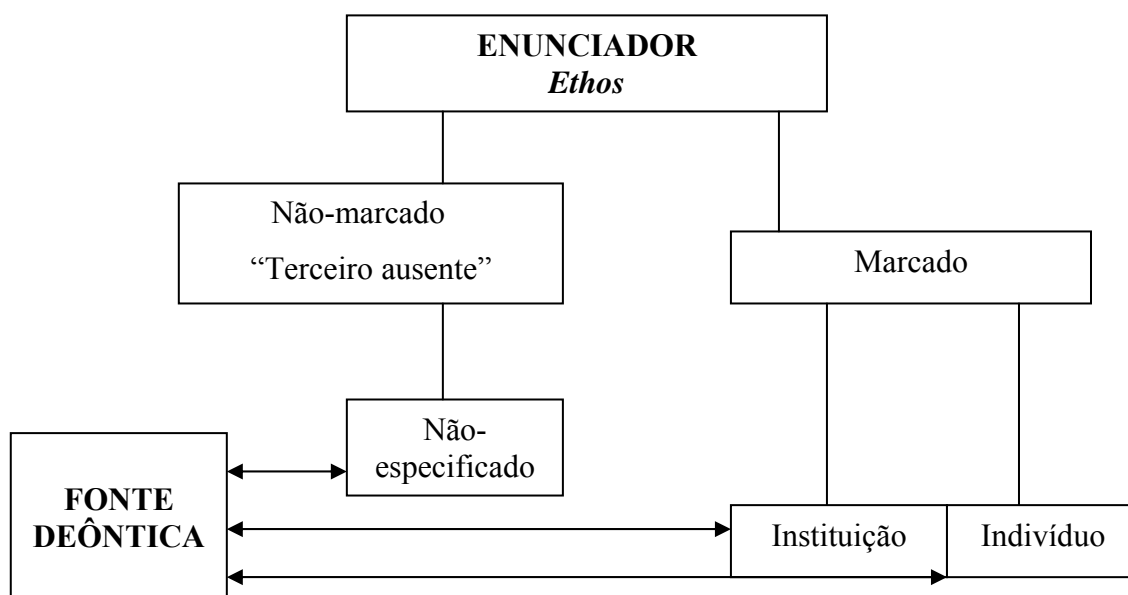 ENUNCIADOR
Ethos
Não-marcado
“Terceiro ausente”
Marcado
Não-
especificado
FONTE
DEÔNTICA
Instituição
Indivíduo